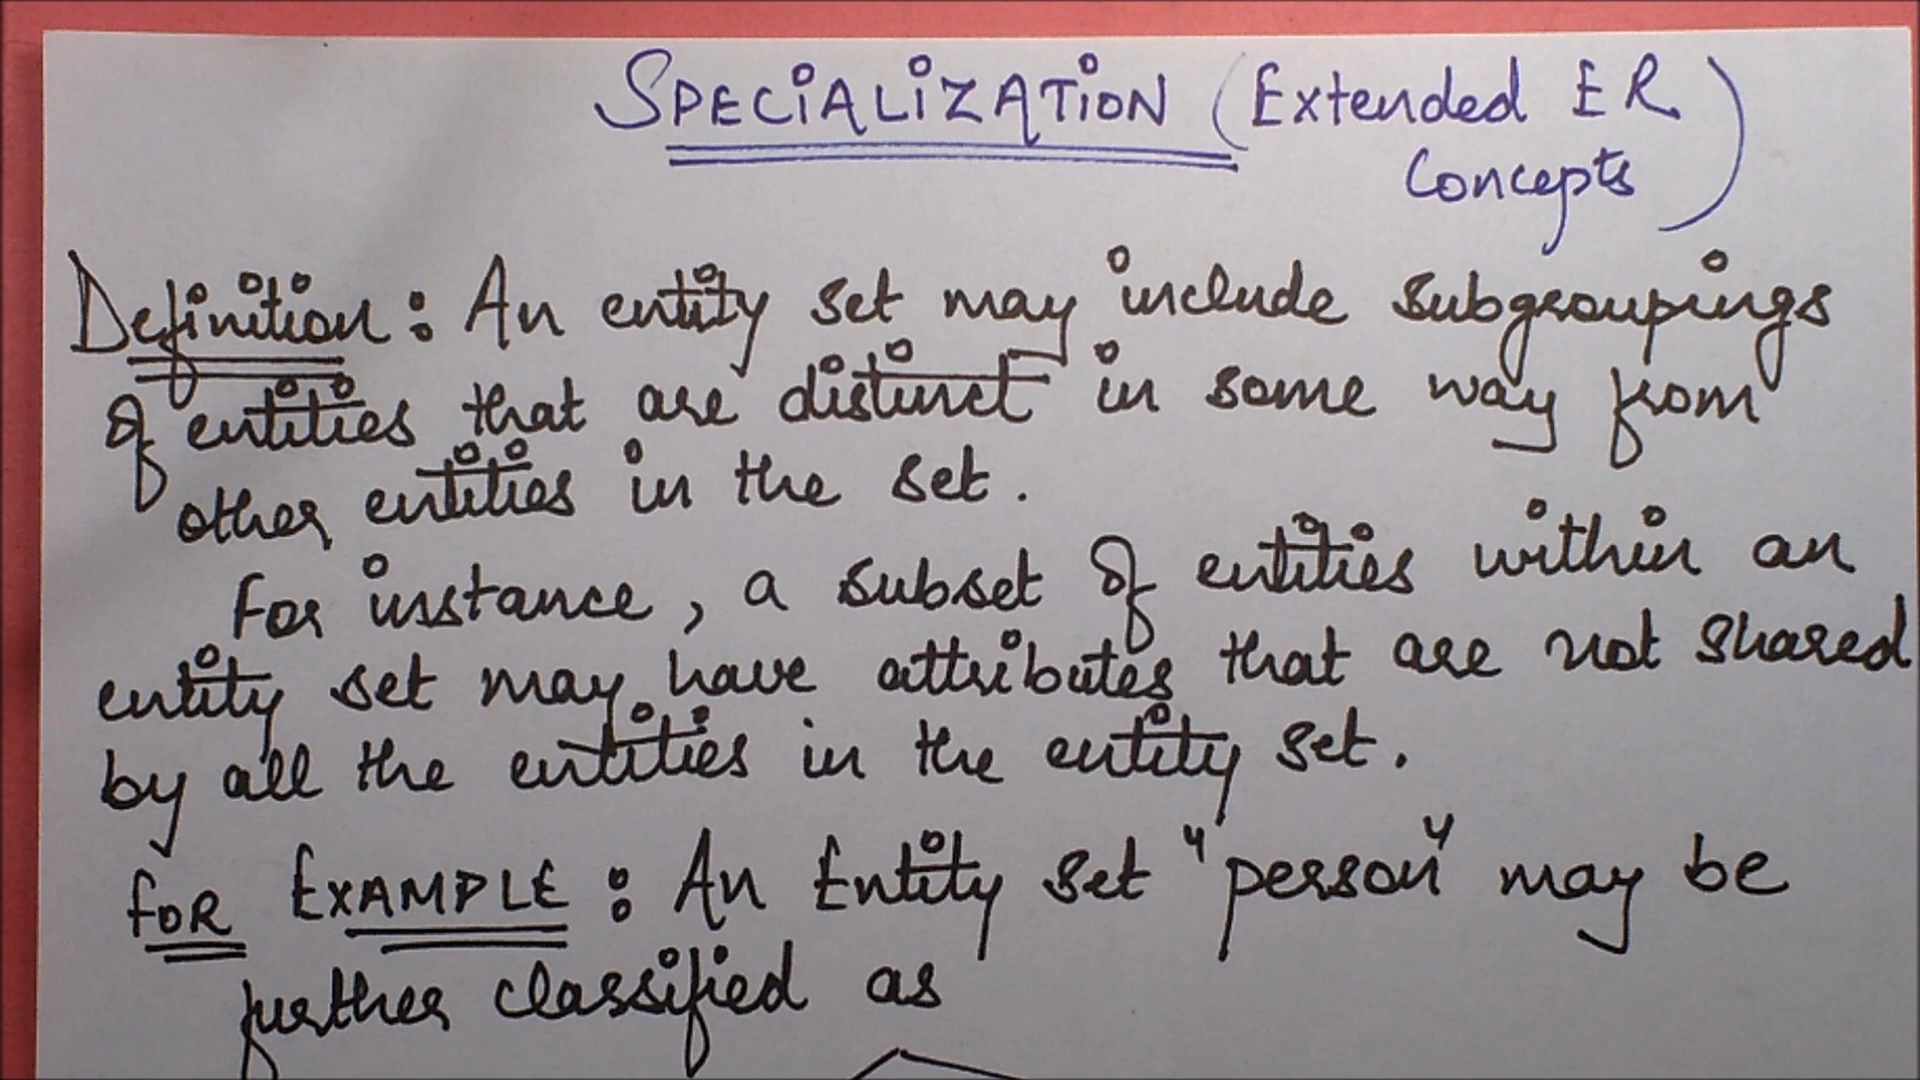 SPECiALiZATiON (Extended ER
Concepts)
Definition: An entity set may include subgroupings
of entities that are distinct in some way from
other entities in the set.
For instance, a subset of entities within an
entity set may have attributes that are not shared
by all the entities in the entity set.
FOR EXAMPLE: An Entity set "person" may be
further classified as